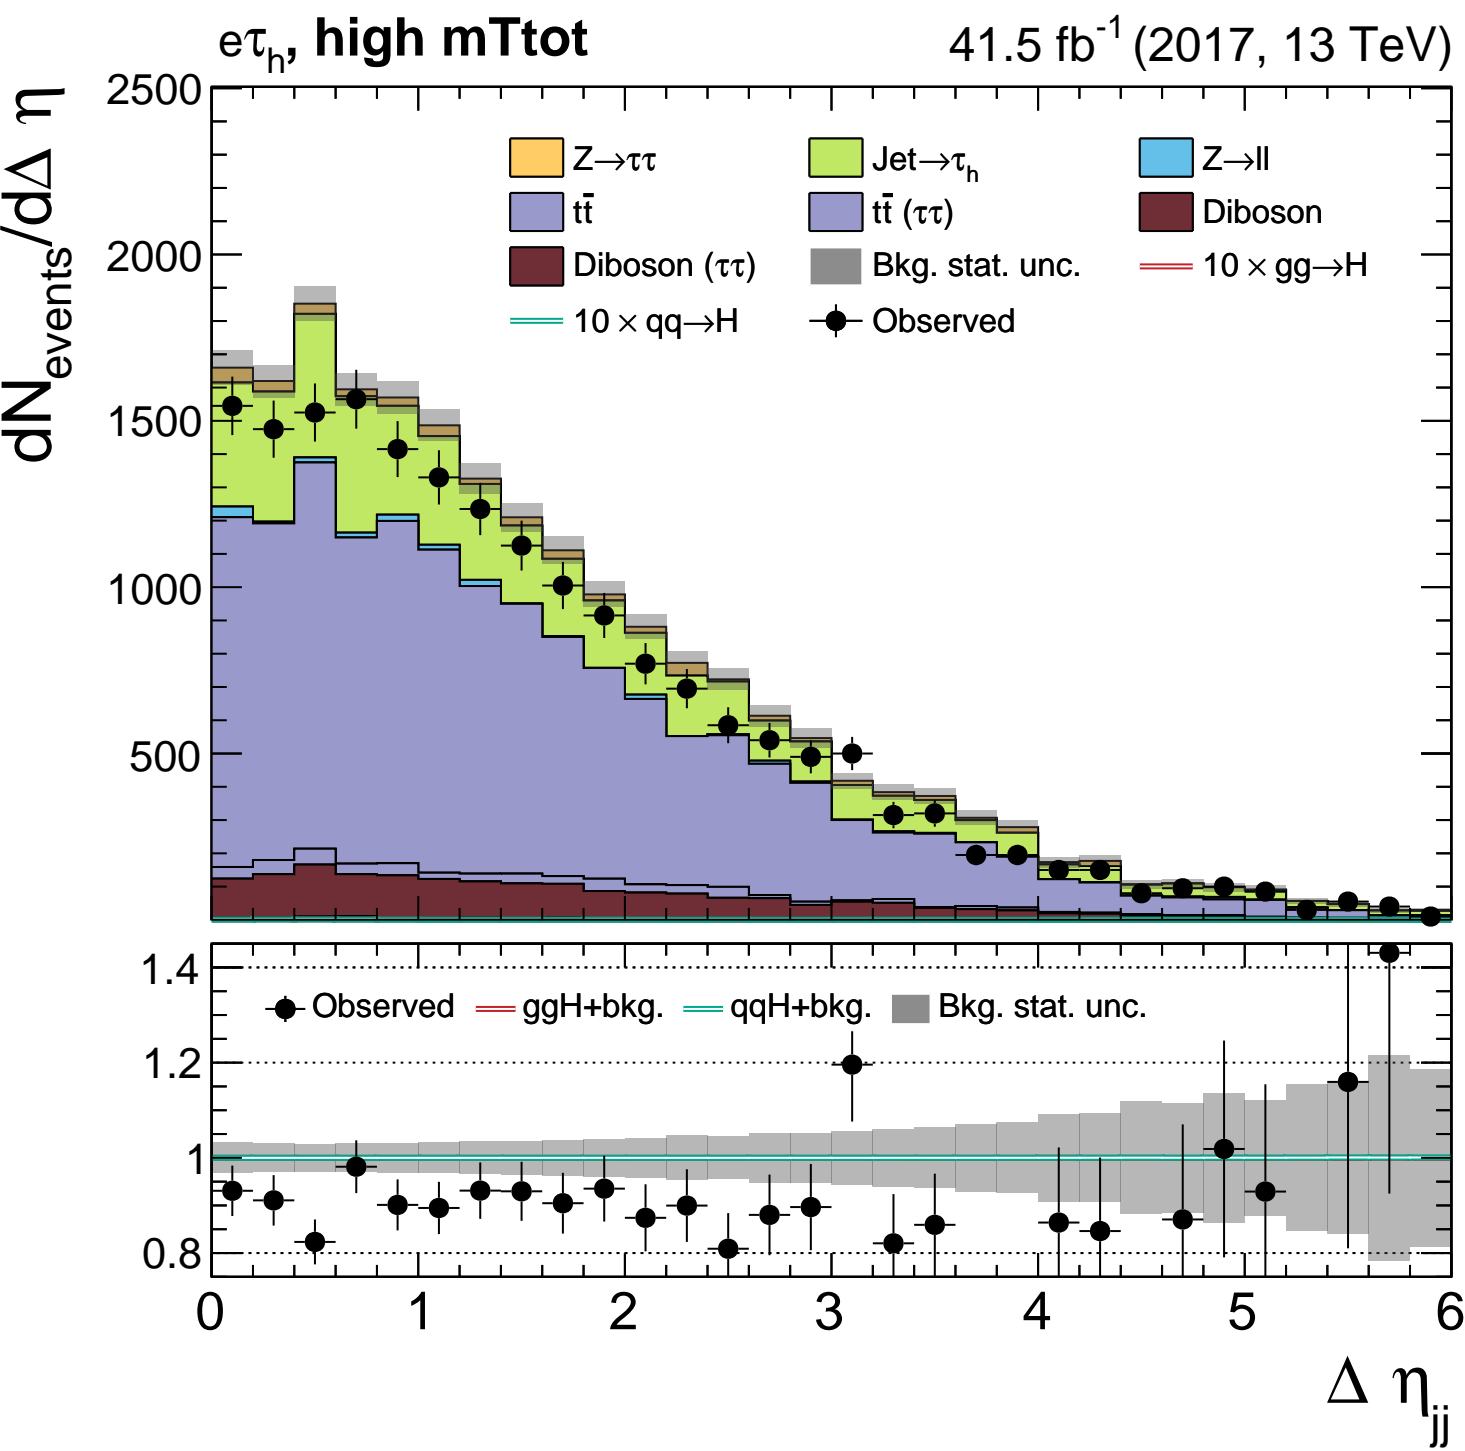 eτh, high mTtot 41.5 fb-1 (2017, 13 TeV)
dNevents/dΔ η
2500
2000
1500
1000
500
Z→ττ Jet→τh Z→ll
tt̄ tt̄ (ττ) Diboson
Diboson (ττ) Bkg. stat. unc. 10 × gg→H
10 × qq→H Observed
1.4
1.2
1
0.8
Observed ggH+bkg. qqH+bkg. Bkg. stat. unc.
0 1 2 3 4 5 6
Δ ηjj